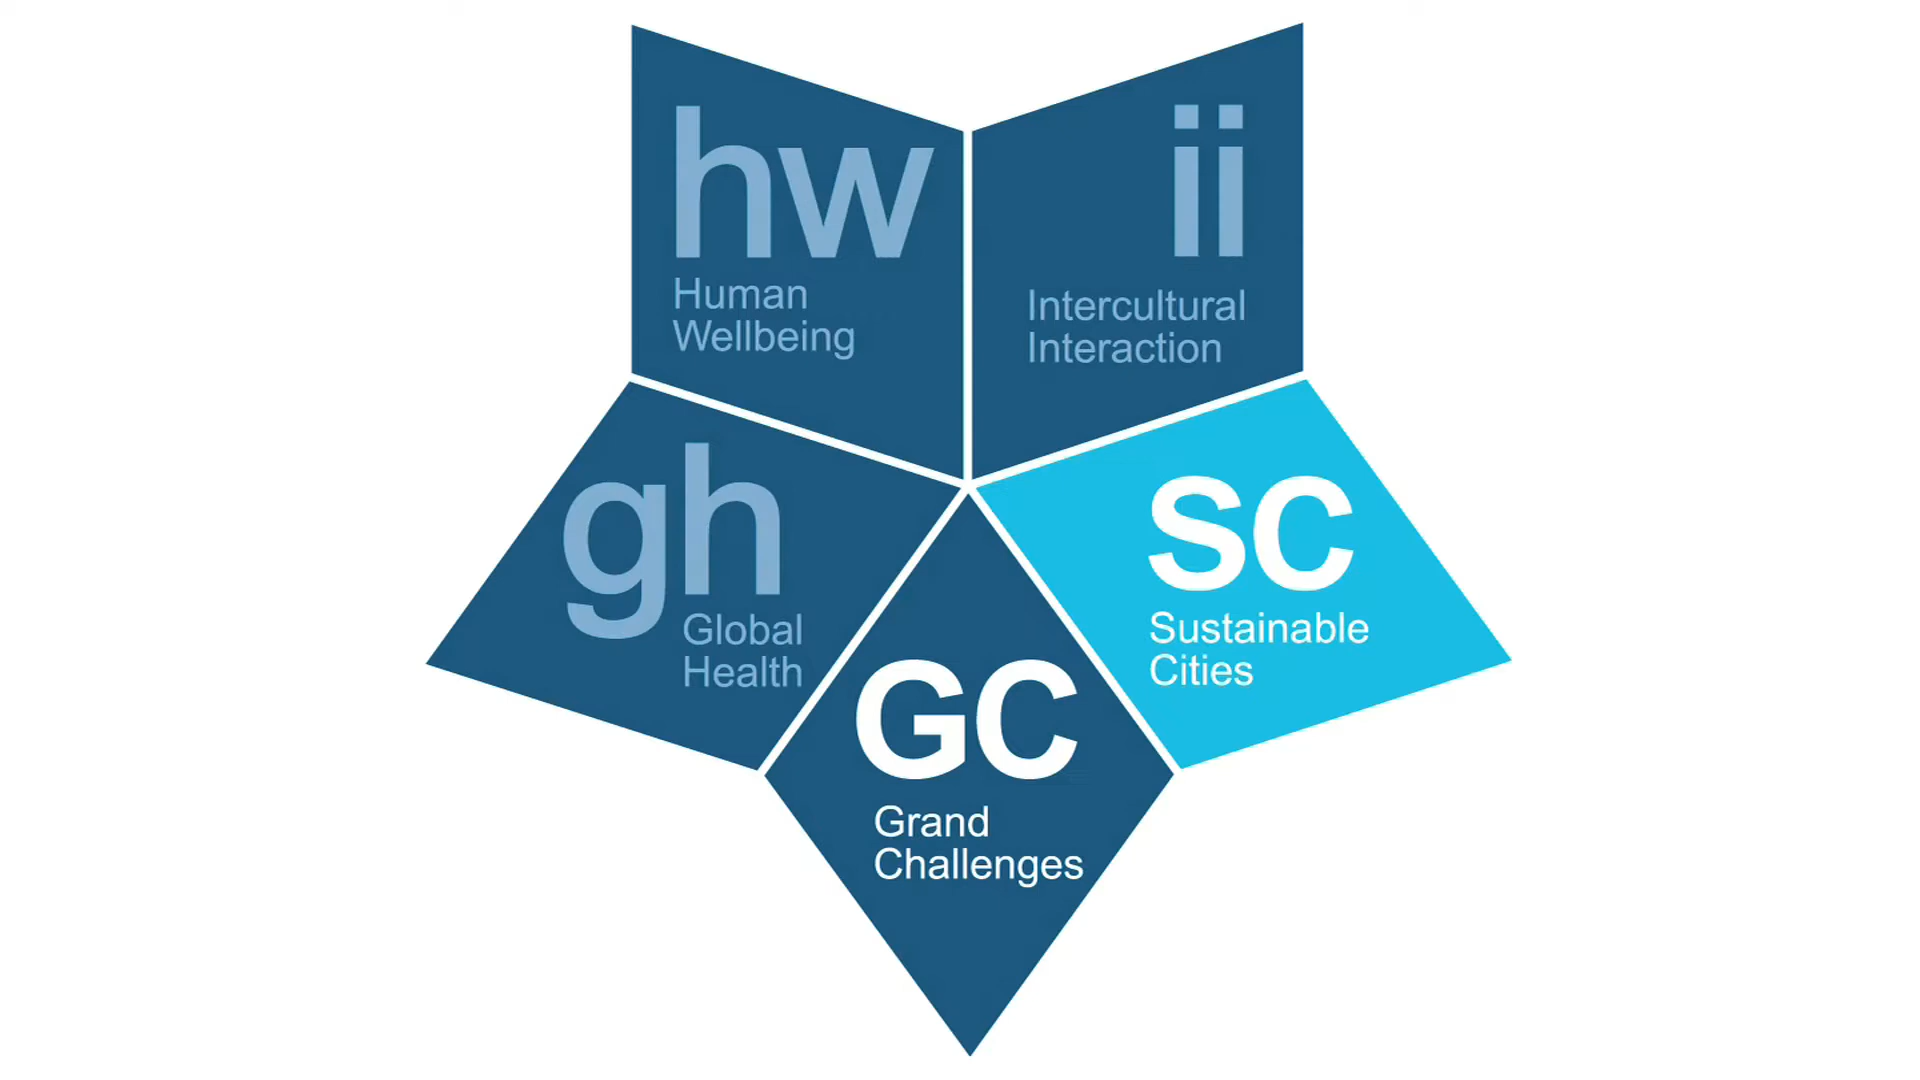 hw
Human
Wellbeing
ii
Intercultural
Interaction
gh
Global
Health
SC
Sustainable
Cities
GC
Grand
Challenges